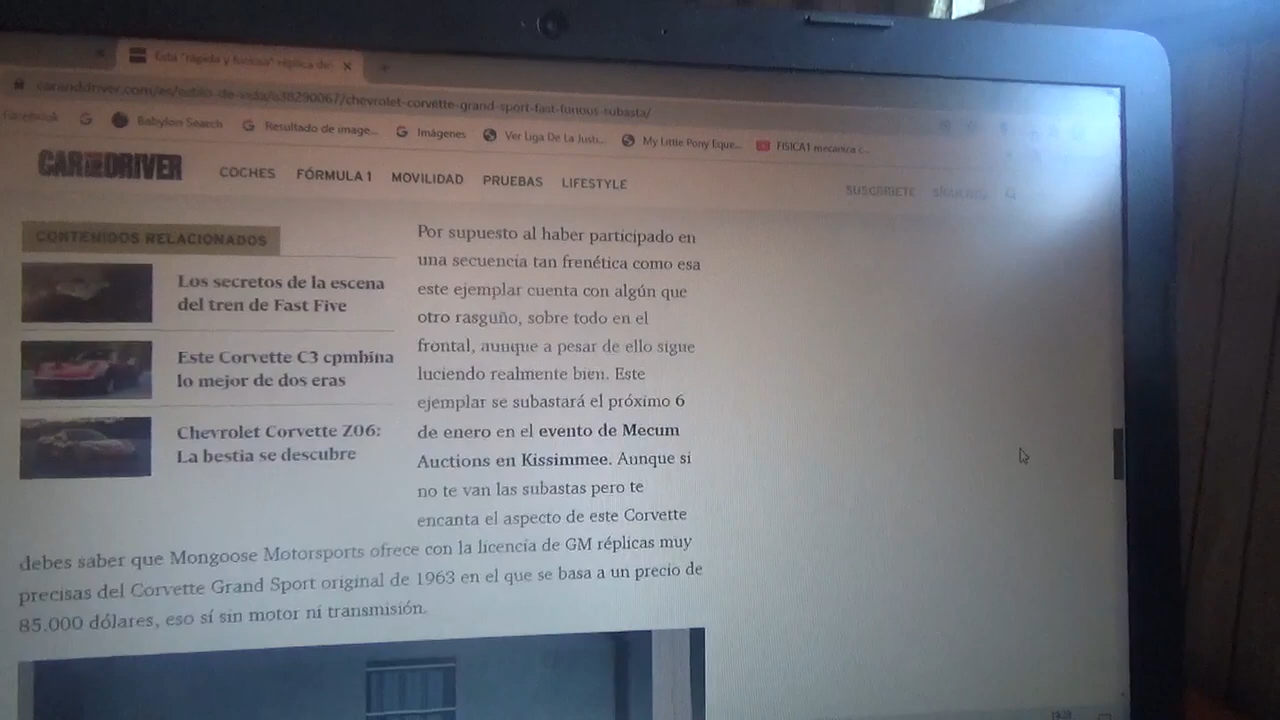 Esta "rápida y furiosa" réplica de
caranddriver.com/es/estilo-de-vida/a38290067/chevrolet-corvette-grand-sport-fast-furious-subasta/
Facebook
Babylon Search
Resultado de image...
Imágenes
Ver Liga De La Justi...
My Little Pony Eque...
FISICA1 mecanica c...
CAR AND DRIVER
COCHES FÓRMULA 1 MOVILIDAD PRUEBAS LIFESTYLE
SUSCRÍBETE SÍGUENOS
CONTENIDOS RELACIONADOS
Los secretos de la escena
del tren de Fast Five
Este Corvette C3 cpmbina
lo mejor de dos eras
Chevrolet Corvette Z06:
La bestia se descubre
Por supuesto al haber participado en
una secuencia tan frenética como esa
este ejemplar cuenta con algún que
otro rasguño, sobre todo en el
frontal, aunque a pesar de ello sigue
luciendo realmente bien. Este
ejemplar se subastará el próximo 6
de enero en el evento de Mecum
Auctions en Kissimmee. Aunque si
no te van las subastas pero te
encanta el aspecto de este Corvette
debes saber que Mongoose Motorsports ofrece con la licencia de GM réplicas muy
precisas del Corvette Grand Sport original de 1963 en el que se basa a un precio de
85.000 dólares, eso sí sin motor ni transmisión.